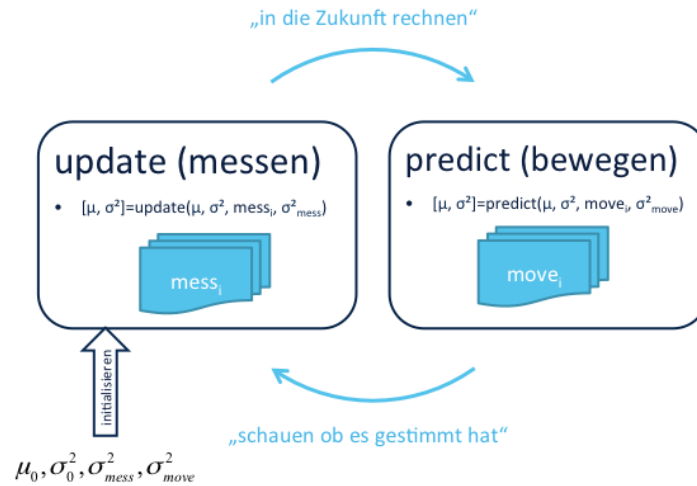 „in die Zukunft rechnen“
update (messen)
• [μ, σ²]=update(μ, σ², messᵢ, σ²mess)
messᵢ
predict (bewegen)
• [μ, σ²]=predict(μ, σ², moveᵢ, σ²move)
moveᵢ
initialisieren
„schauen ob es gestimmt hat“
μ₀, σ₀², σ²mess, σ²move